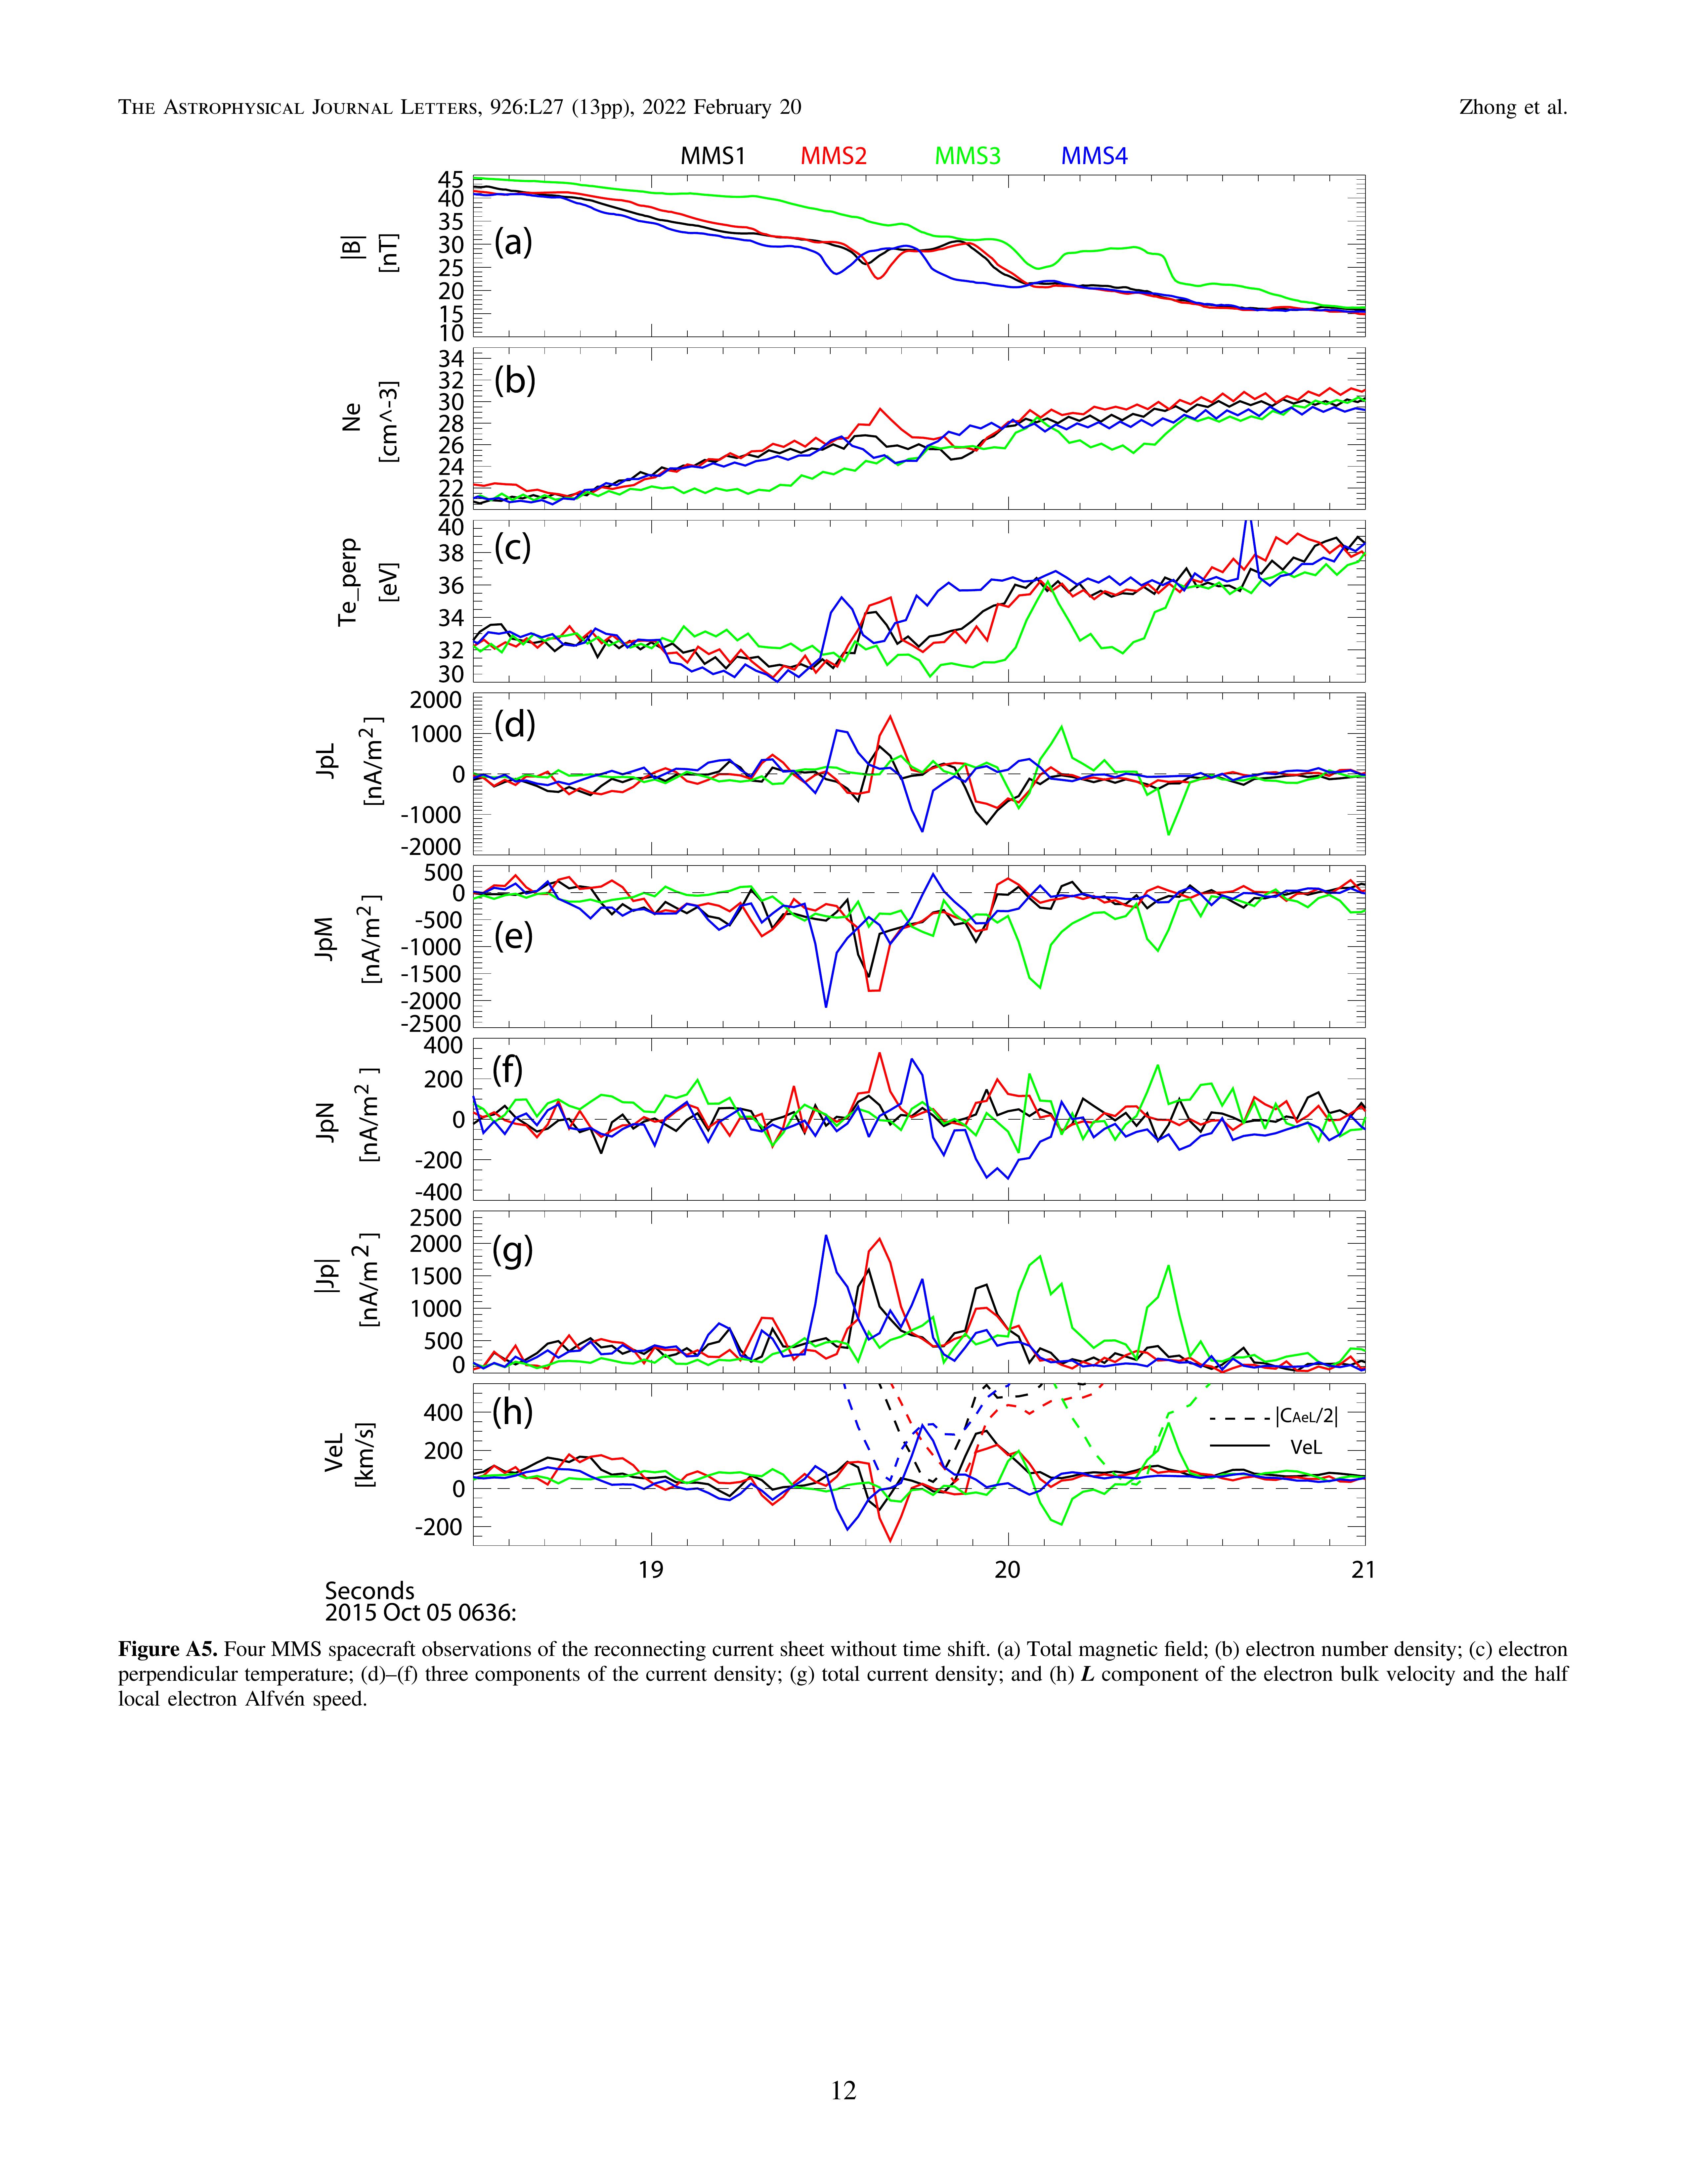 THE ASTROPHYSICAL JOURNAL LETTERS, 926:L27 (13pp), 2022 February 20
Zhong et al.
MMS1 MMS2 MMS3 MMS4
|B|
[nT]
45
40
35
30
25
20
15
10
(a)
Ne
[cm^-3]
34
32
30
28
26
24
22
20
(b)
Te_perp
[eV]
40
38
36
34
32
30
(c)
JpL
[nA/m2]
2000
1000
0
-1000
-2000
(d)
JpM
[nA/m2]
500
0
-500
-1000
-1500
-2000
-2500
(e)
JpN
[nA/m2 ]
400
200
0
-200
-400
(f)
|Jp|
[nA/m 2 ]
2500
2000
1500
1000
500
0
(g)
VeL
[km/s]
400
200
0
-200
(h)
|CAeL/2|
VeL
19 20 21
Seconds
2015 Oct 05 0636:
Figure A5. Four MMS spacecraft observations of the reconnecting current sheet without time shift. (a) Total magnetic field; (b) electron number density; (c) electron
perpendicular temperature; (d)–(f) three components of the current density; (g) total current density; and (h) L component of the electron bulk velocity and the half
local electron Alfvén speed.
12